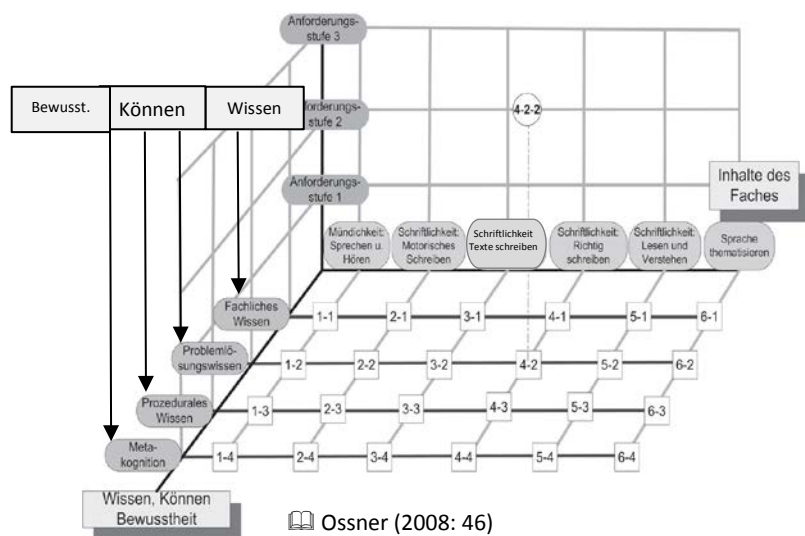 Anforderungs-
stufe 3
Bewusst.
Können
Wissen
nforderungs-
stufe 2
4-2-2
Anforderungs-
stufe 1
Inhalte des
Faches
Mündichkeit:
Sprechen u.
Hören
Schriftlichkeit:
Motorisches
Schreiben
Schriftlichkeit
Texte schreiben
Schriftlichkeit:
Richtig
schreiben
Schriftlichkeit:
Lesen und
Verstehen
Sprache
thematisieren
Fachliches
Wissen
1-1
2-1
3-1
4-1
5-1
6-1
Problemlö-
sungswissen
1-2
2-2
3-2
4-2
5-2
6-2
Prozedurales
Wissen
1-3
2-3
3-3
4-3
5-3
6-3
Meta-
kognition
1-4
2-4
3-4
4-4
5-4
6-4
Wissen, Können
Bewusstheit
Ossner (2008: 46)